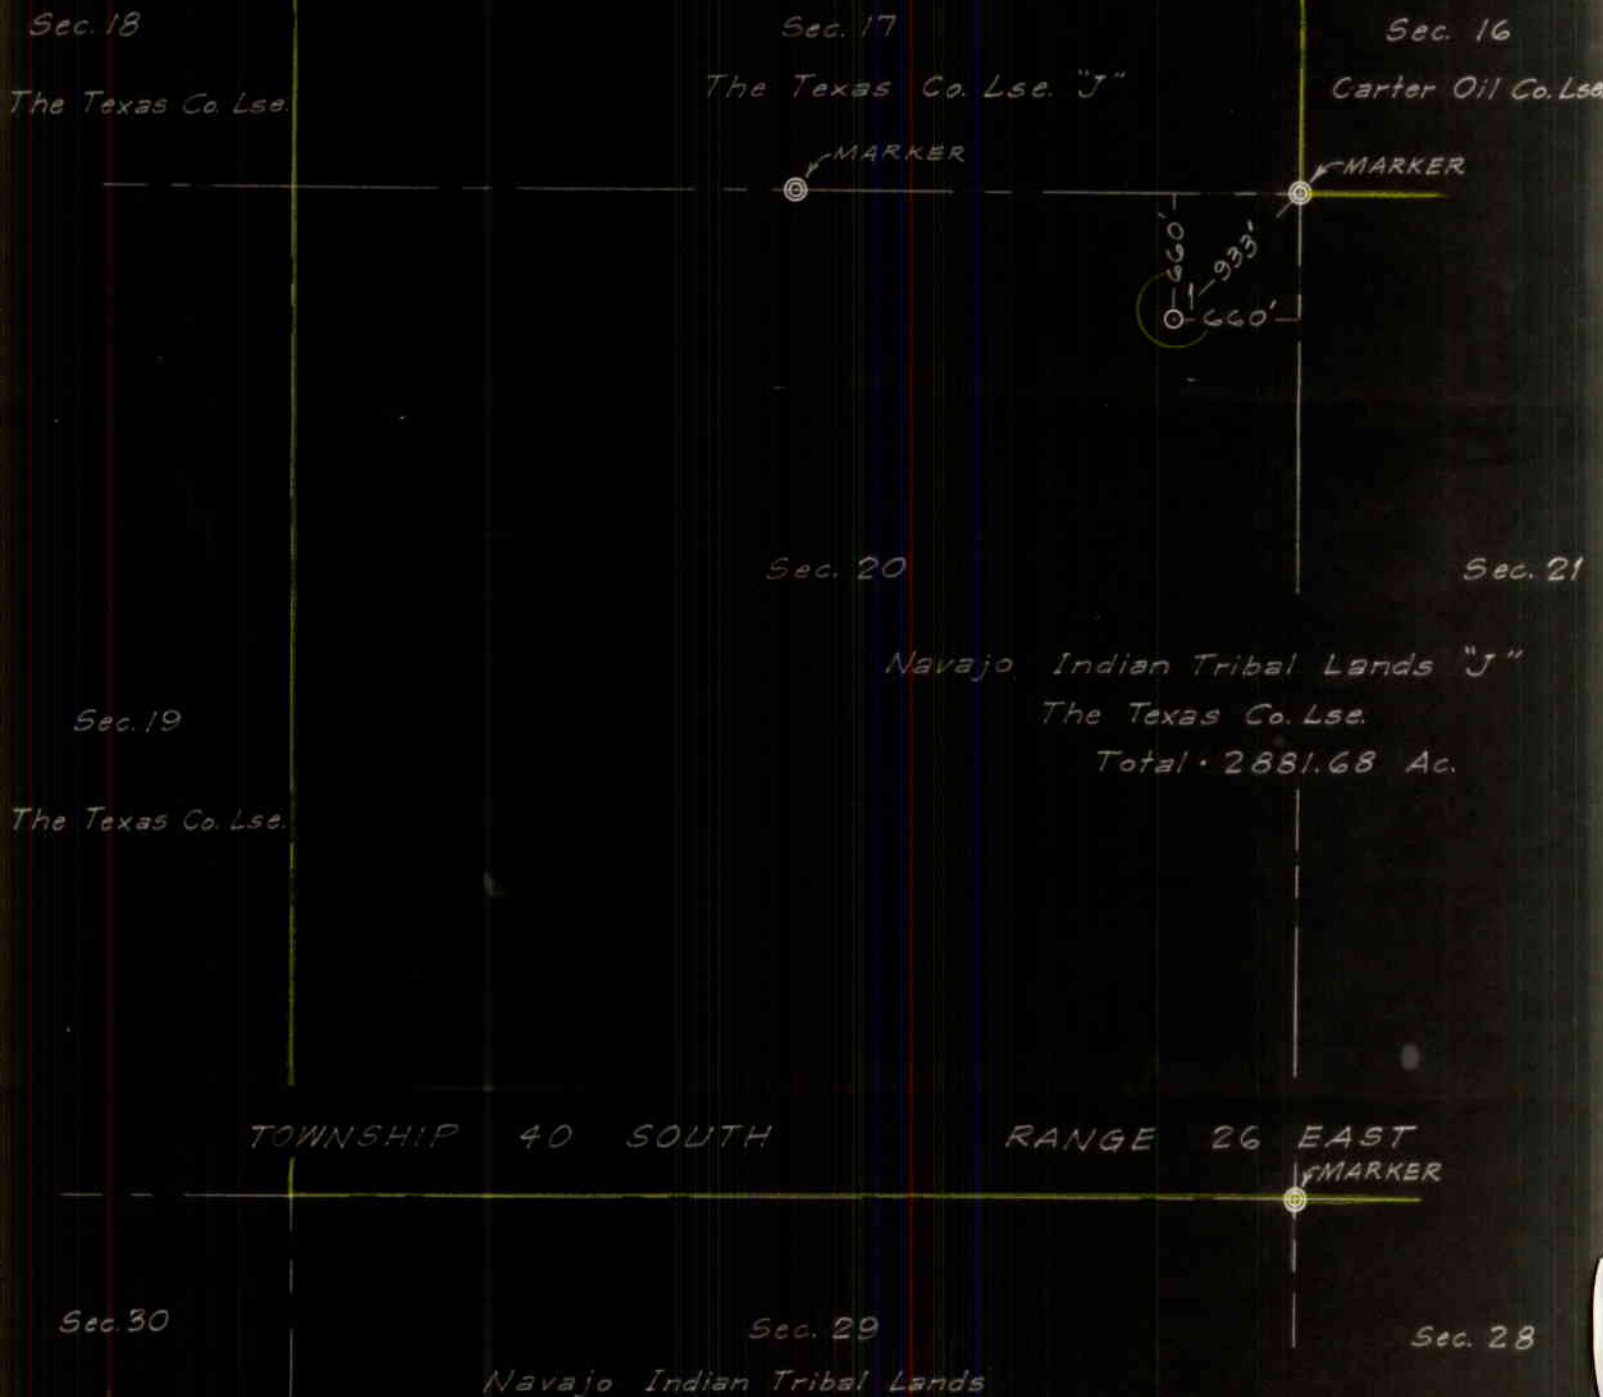 Sec. 18
Sec. 17
Sec. 16
The Texas Co. Lse.
The Texas Co. Lse. "J"
Carter Oil Co. Lse
MARKER
MARKER
660'
933'
1
660'
Sec. 20
Sec. 21
Navajo Indian Tribal Lands "J"
The Texas Co. Lse.
Total · 2881.68 Ac.
Sec. 19
The Texas Co. Lse.
TOWNSHIP 40 SOUTH RANGE 26 EAST
MARKER
Sec. 30
Sec. 29
Sec. 28
Navajo Indian Tribal Lands